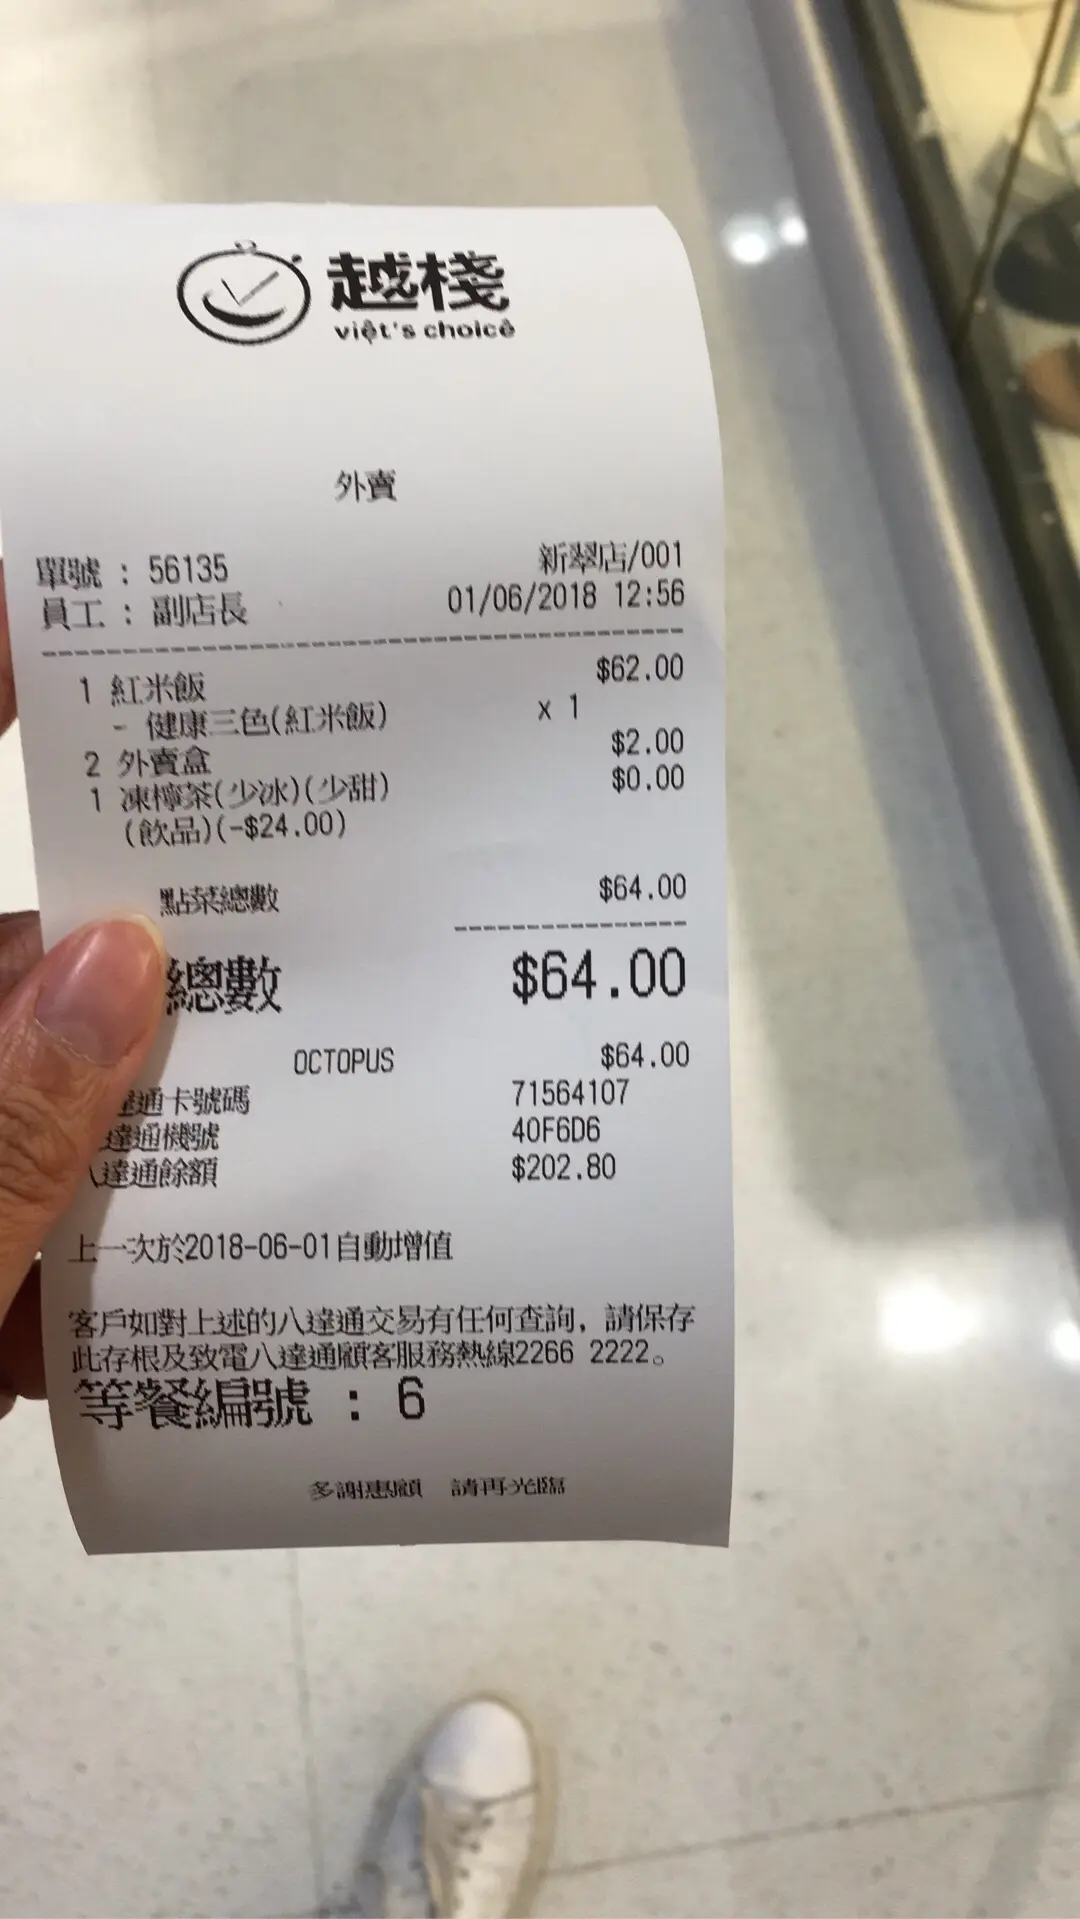 越棧
việt's choicê
外賣
單號 : 56135 新翠店/001
員工 : 副店長 01/06/2018 12:56
1 紅米飯 $62.00
- 健康三色(紅米飯) x 1
2 外賣盒 $2.00
1 凍檸茶(少冰)(少甜) $0.00
(飲品)(-$24.00)
點菜總數 $64.00
總數 $64.00
OCTOPUS $64.00
達通卡號碼 71564107
達通機號 40F6D6
八達通餘額 $202.80
上一次於2018-06-01自動增值
客戶如對上述的八達通交易有任何查詢, 請保存
此存根及致電八達通顧客服務熱線2266 2222。
等餐編號 : 6
多謝惠顧 請再光臨